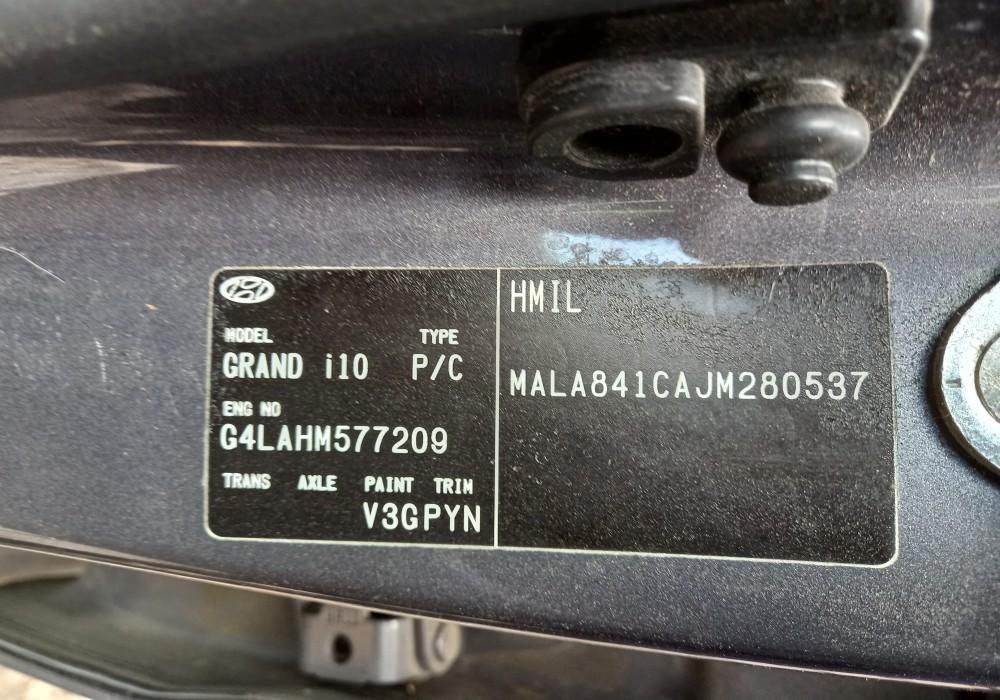 MODEL TYPE
GRAND i10 P/C
ENG NO
G4LAHM577209
TRANS AXLE PAINT TRIM
V3GPYN
HMIL
MALA841CAJM280537